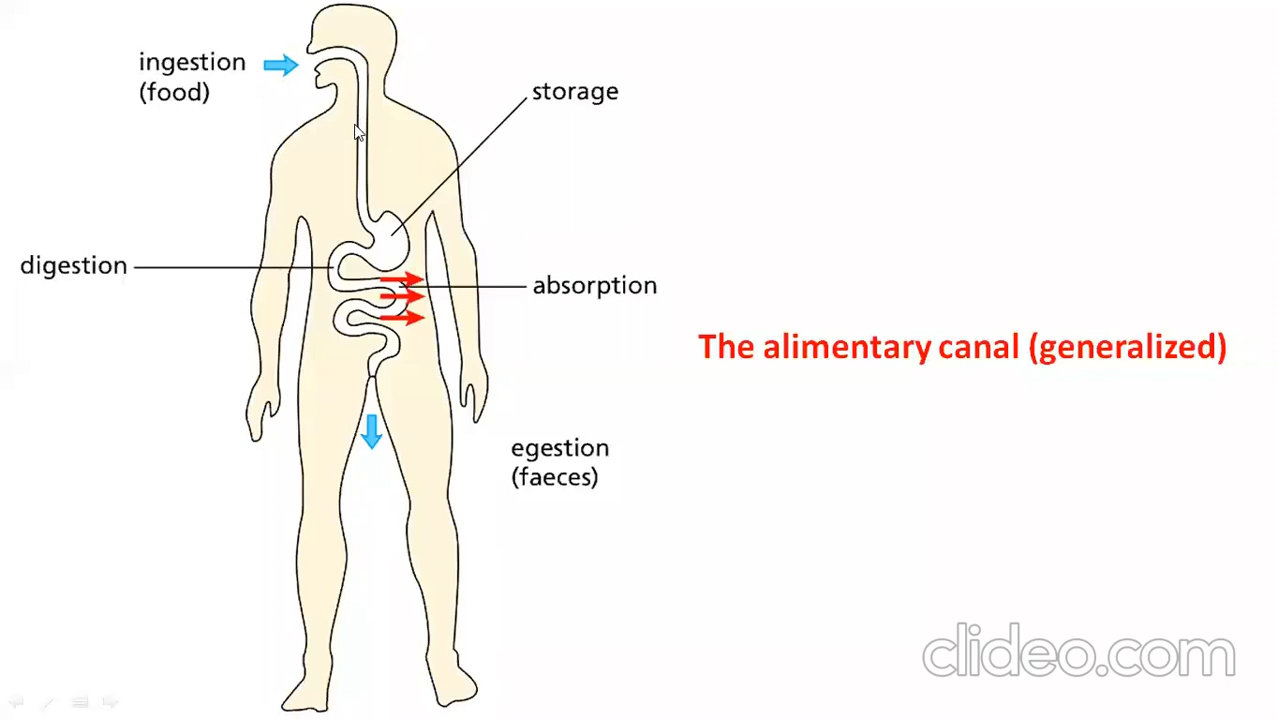 ingestion
(food)
storage
digestion
absorption
The alimentary canal (generalized)
egestion
(faeces)
clideo.com